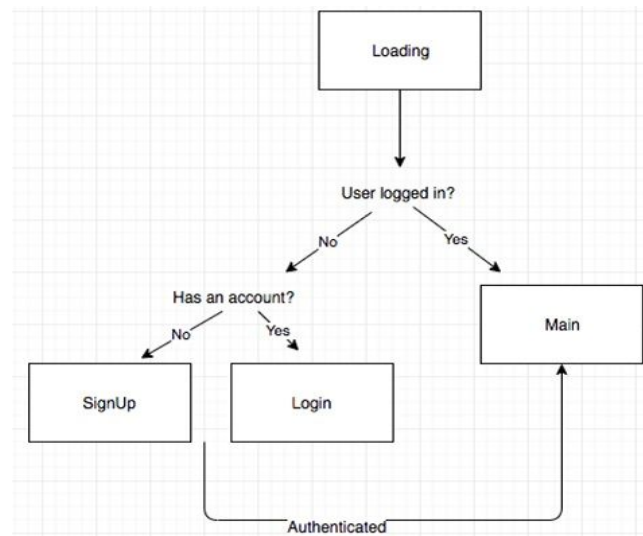 Loading
User logged in?
No
Yes
Has an account?
Main
No
Yes
SignUp
Login
Authenticated